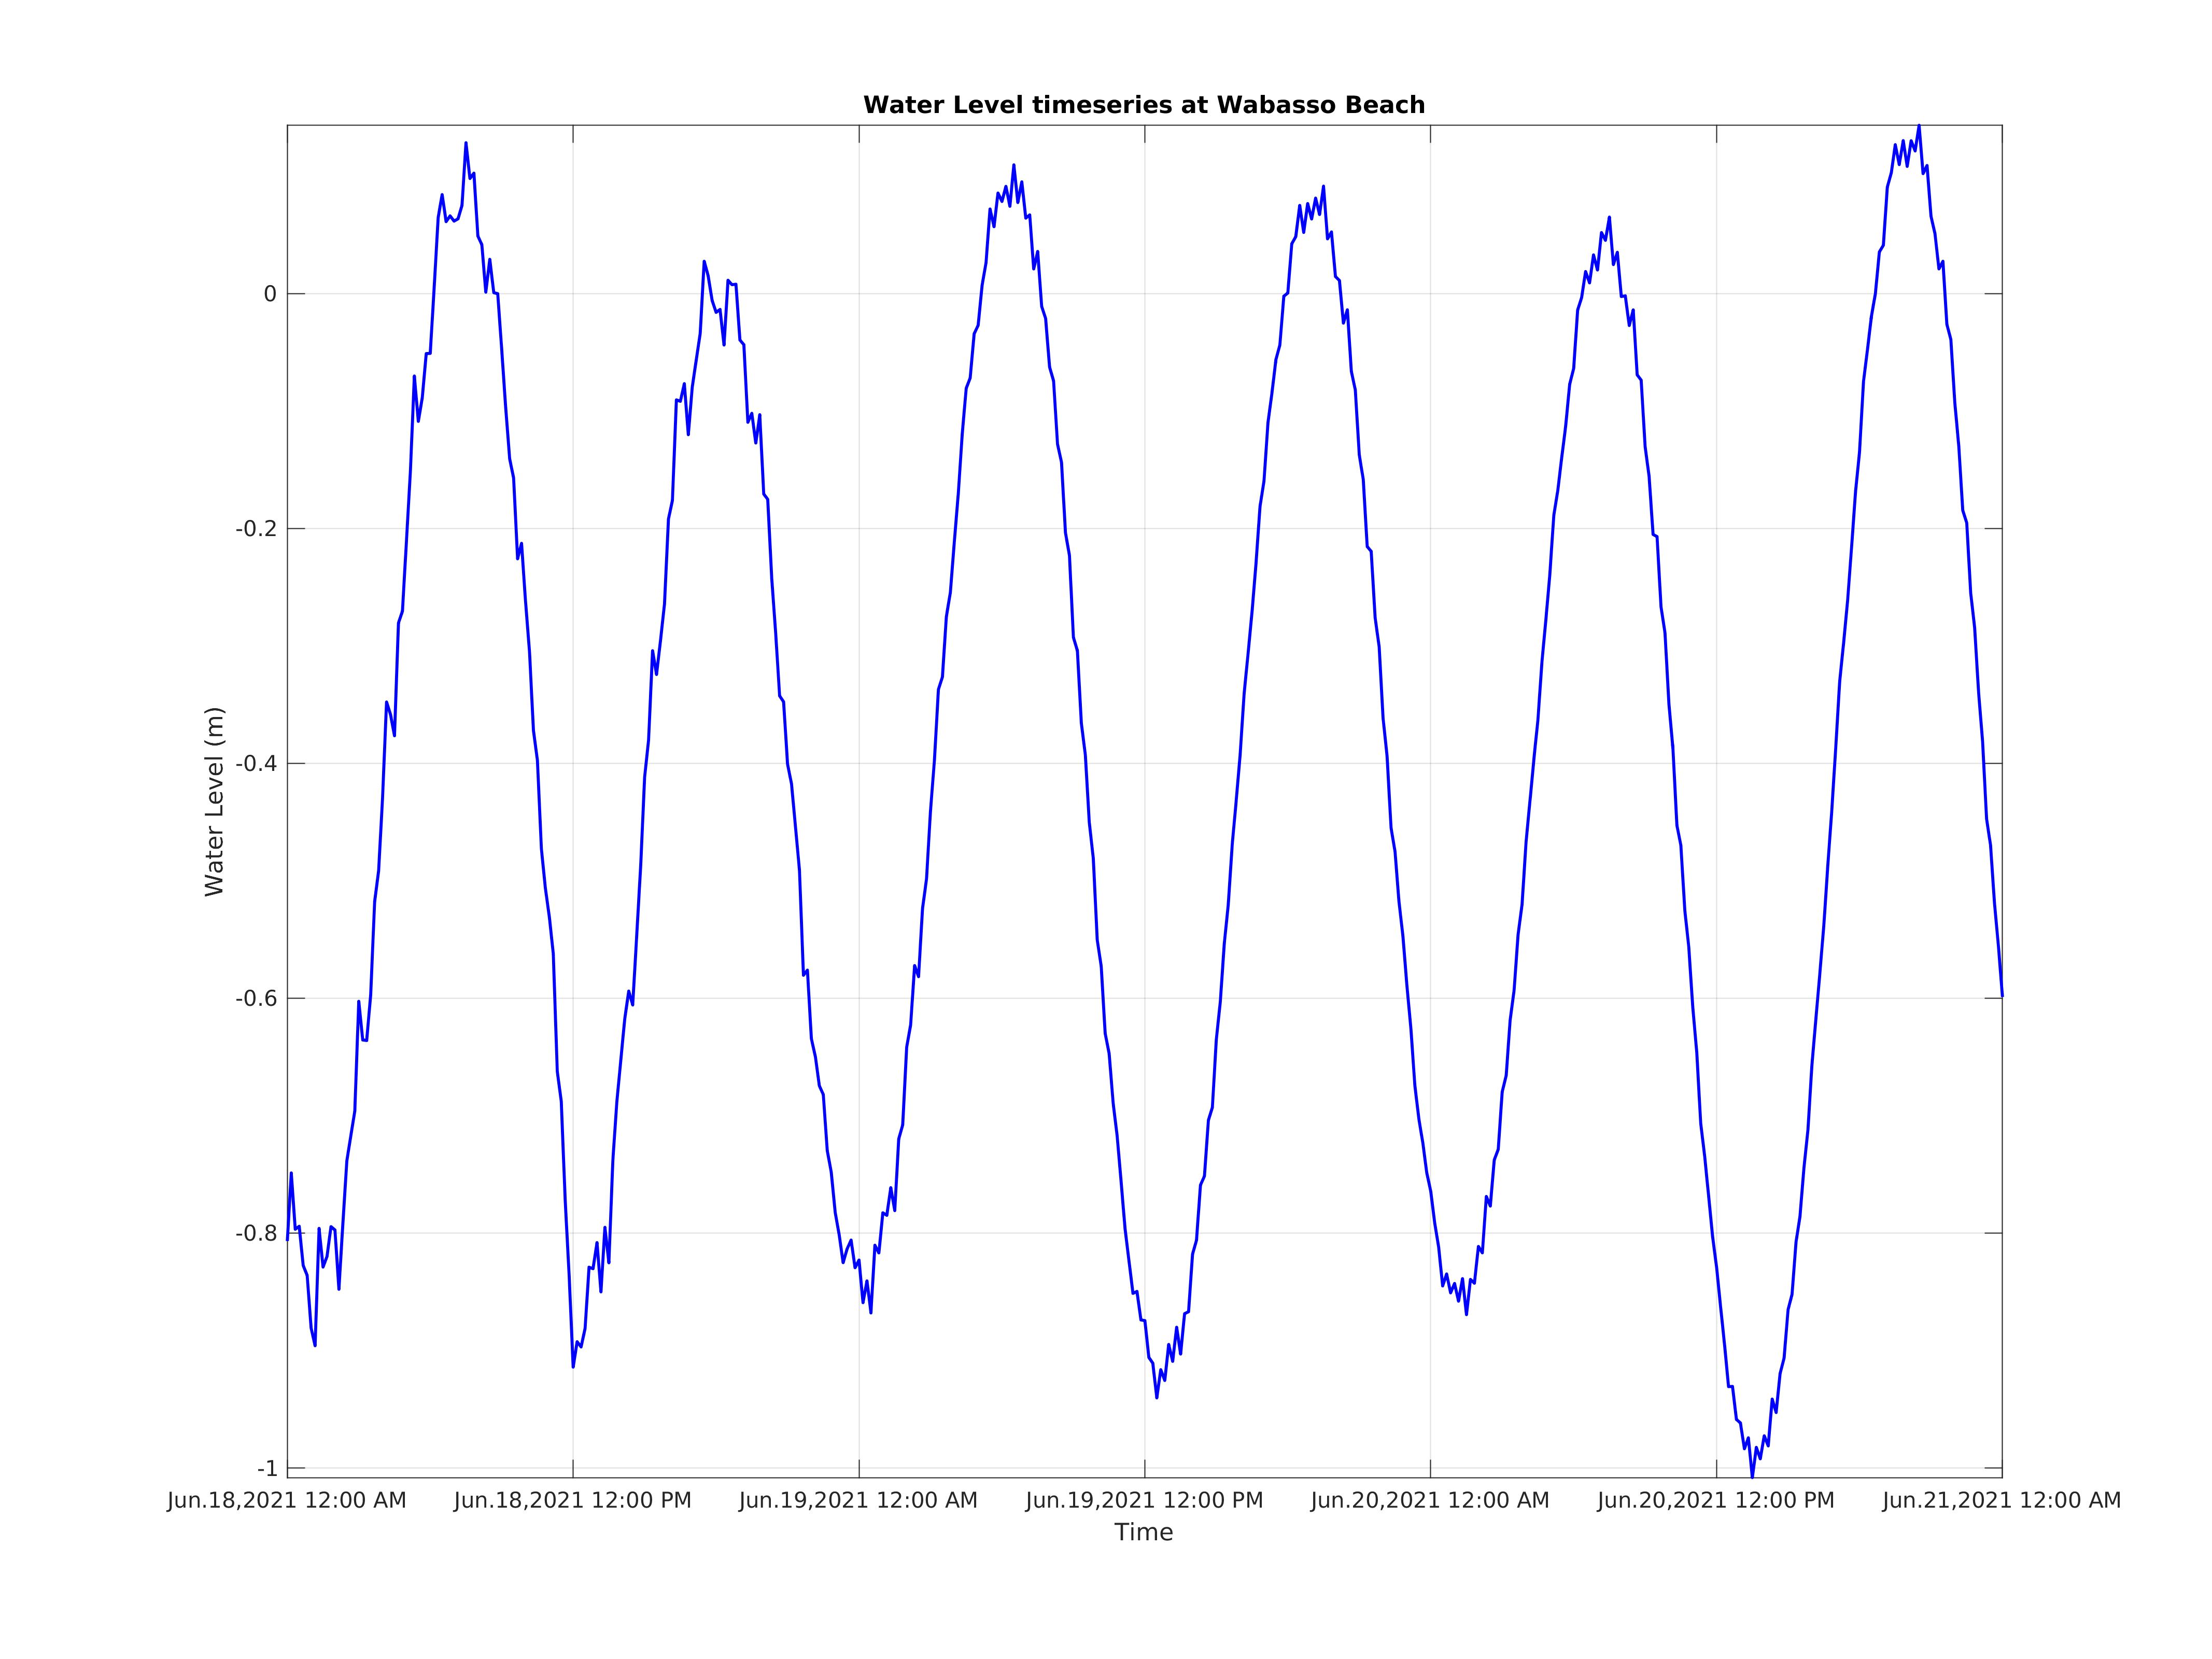 Water Level timeseries at Wabasso Beach
Water Level (m)
0
-0.2
-0.4
-0.6
-0.8
-1
Jun.18,2021 12:00 AM
Jun.18,2021 12:00 PM
Jun.19,2021 12:00 AM
Jun.19,2021 12:00 PM
Jun.20,2021 12:00 AM
Jun.20,2021 12:00 PM
Jun.21,2021 12:00 AM
Time